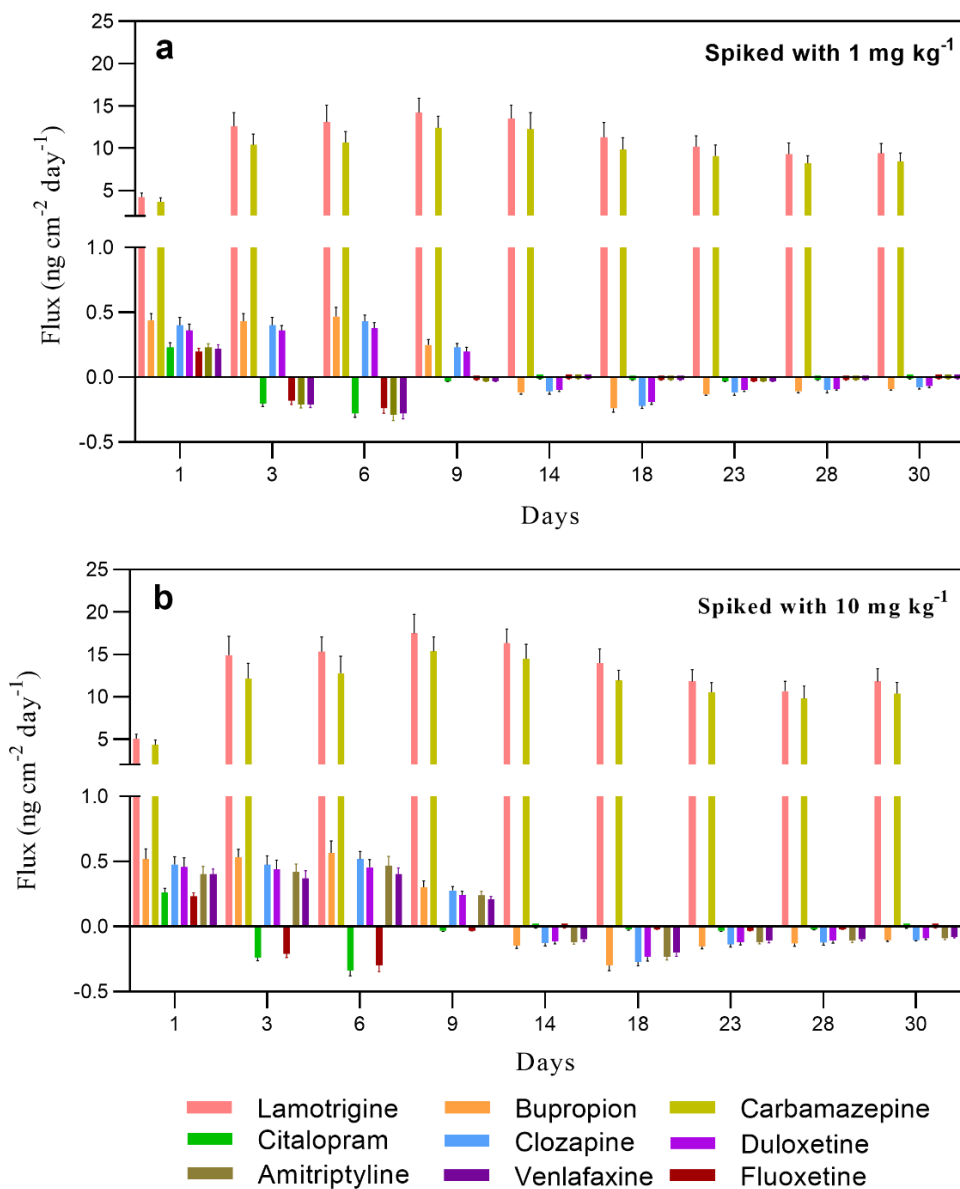 a
Spiked with 1 mg kg-1
25
20
15
10
5
1.0
0.5
0.0
-0.5
Flux (ng cm-2 day-1)
1 3 6 9 14 18 23 28 30
Days
b
Spiked with 10 mg kg-1
25
20
15
10
5
1.0
0.5
0.0
-0.5
Flux (ng cm-2 day-1)
1 3 6 9 14 18 23 28 30
Days
Lamotrigine Bupropion Carbamazepine
Citalopram Clozapine Duloxetine
Amitriptyline Venlafaxine Fluoxetine